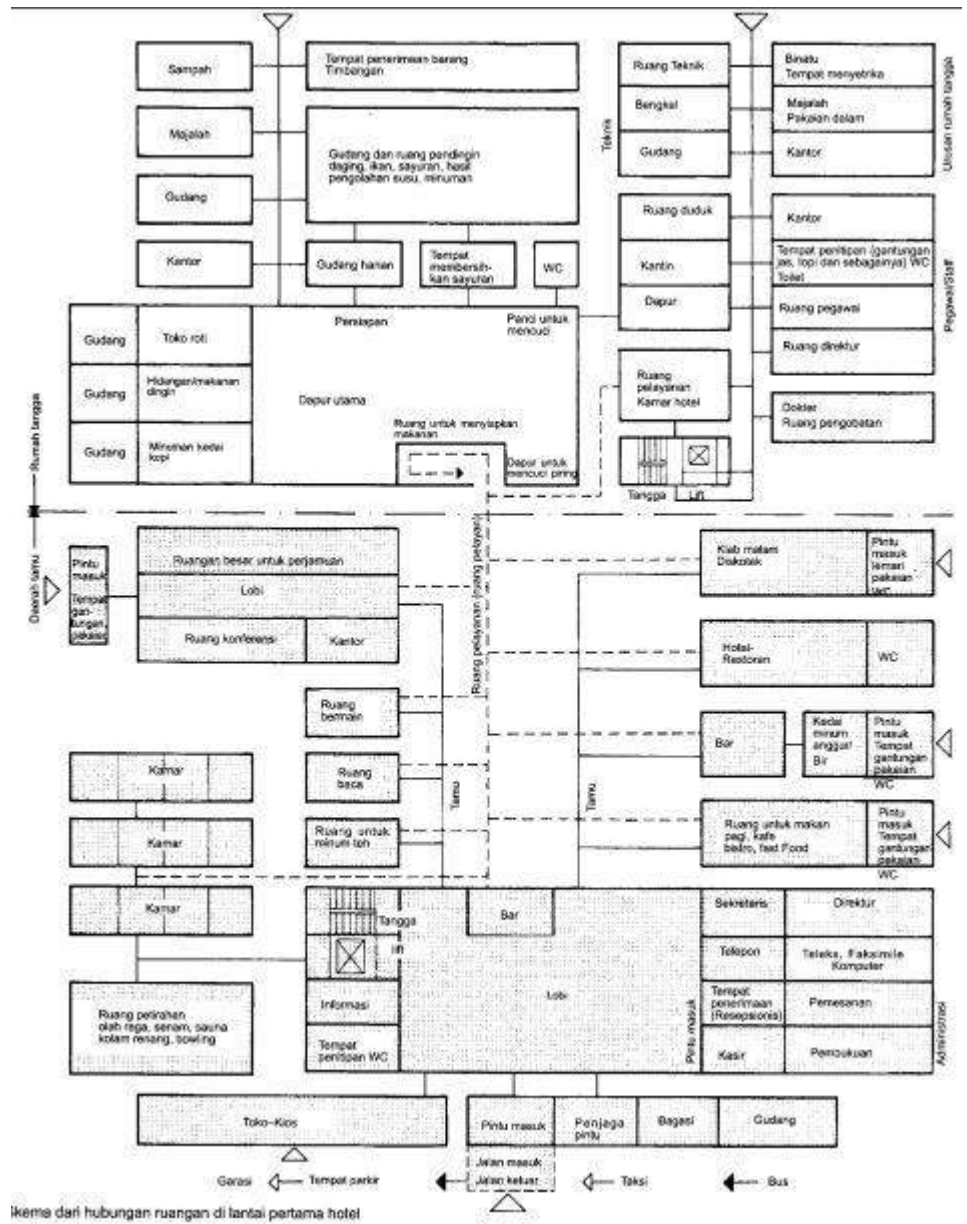 Sampah
Tempat penerimaan barang
Timbangan
Majalah
Gudang dan ruang pendingin
daging, ikan, sayuran, hasil
pengolahan susu, minuman
Gudang
Kantor
Gudang harian
Tempat
membersih-
kan sayuran
WC
Ruang Teknik
Bengkel
Gudang
Teknis
Binatu
Tempat menyetrika
Majalah
Pakaian dalam
Kantor
Urusan rumah tangga
Ruang duduk
Kantin
Dapur
Kantor
Tempat penitipan (gantungan
jas, topi dan sebagainya) WC
Toilet
Ruang pegawai
Ruang direktur
Pegawai/Staff
Gudang
Toko roti
Gudang
Hidangan/makanan
dingin
Gudang
Minuman kedai
kopi
Persiapan
Panci untuk
mencuci
Dapur utama
Ruang untuk menyiapkan
makanan
Dapur untuk
mencuci piring
Ruang
pelayanan
Kamar hotel
Tangga
Lift
Dokter
Ruang pengobatan
Rumah tangga
Daerah tamu
Pintu
masuk
Tempat
gan-
tungan
pakaian
Ruangan besar untuk perjamuan
Lobi
Ruang konferensi
Kantor
Ruang pelayanan (ruang pelayan)
Klab malam
Diskotek
Pintu
masuk
lemari
pakaian
WC
Hotel-
Restoran
WC
Ruang
bermain
Bar
Kedai
minum
anggur/
Bir
Pintu
masuk
Tempat
gantungan
pakaian
WC
Kamar
Ruang
baca
Tamu
Tamu
Kamar
Ruang untuk
minum teh
Ruang untuk makan
pagi, kafe
bistro, fast Food
Pintu
masuk
Tempat
gantungan
pakaian
WC
Kamar
Tangga
lift
Bar
Sekretaris
Direktur
Telepon
Teleks, Faksimile
Komputer
Ruang petirahan
olah raga, senam, sauna
kolam renang, bowling
Informasi
Lobi
Pintu masuk
Tempat
penerimaan
(Resepsionis)
Pemesanan
Administrasi
Tempat
penitipan WC
Kasir
Pembukuan
Toko-Kios
Pintu masuk
Penjaga
pintu
Bagasi
Gudang
Jalan masuk
Jalan keluar
Garasi
Tempat parkir
Taksi
Bus
kema dari hubungan ruangan di lantai pertama hotel